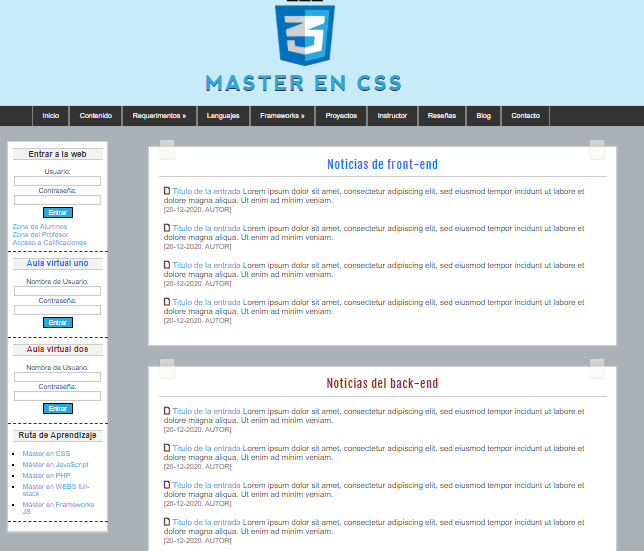 MASTER EN CSS
Inicio Contenido Requerimentos » Lenguajes Frameworks » Proyectos Instructor Reseñas Blog Contacto
Entrar a la web
Usuario:
Contraseña:
Entrar
Zona de Alumnos
Zona del Profesor
Acceso a Calificaciones
Aula virtual uno
Nombre de Usuario:
Contraseña:
Entrar
Aula virtual dos
Nombre de Usuario:
Contraseña:
Entrar
Ruta de Aprendizaje
Máster en CSS
Máster en JavaScript
Máster en PHP
Máster en WEBS full-
stack
Máster en Frameworks
JS
Noticias de front-end
Titulo de la entrada Lorem ipsum dolor sit amet, consectetur adipiscing elit, sed eiusmod tempor incidunt ut labore et
dolore magna aliqua. Ut enim ad minim veniam.
[20-12-2020. AUTOR]
Titulo de la entrada Lorem ipsum dolor sit amet, consectetur adipiscing elit, sed eiusmod tempor incidunt ut labore et
dolore magna aliqua. Ut enim ad minim veniam.
[20-12-2020. AUTOR]
Titulo de la entrada Lorem ipsum dolor sit amet, consectetur adipiscing elit, sed eiusmod tempor incidunt ut labore et
dolore magna aliqua. Ut enim ad minim veniam.
[20-12-2020. AUTOR]
Titulo de la entrada Lorem ipsum dolor sit amet, consectetur adipiscing elit, sed eiusmod tempor incidunt ut labore et
dolore magna aliqua. Ut enim ad minim veniam.
[20-12-2020. AUTOR]
Noticias del back-end
Titulo de la entrada Lorem ipsum dolor sit amet, consectetur adipiscing elit, sed eiusmod tempor incidunt ut labore et
dolore magna aliqua. Ut enim ad minim veniam.
[20-12-2020. AUTOR]
Titulo de la entrada Lorem ipsum dolor sit amet, consectetur adipiscing elit, sed eiusmod tempor incidunt ut labore et
dolore magna aliqua. Ut enim ad minim veniam.
[20-12-2020. AUTOR]
Titulo de la entrada Lorem ipsum dolor sit amet, consectetur adipiscing elit, sed eiusmod tempor incidunt ut labore et
dolore magna aliqua. Ut enim ad minim veniam.
[20-12-2020. AUTOR]
Titulo de la entrada Lorem ipsum dolor sit amet, consectetur adipiscing elit, sed eiusmod tempor incidunt ut labore et
dolore magna aliqua. Ut enim ad minim veniam.
[20-12-2020. AUTOR]